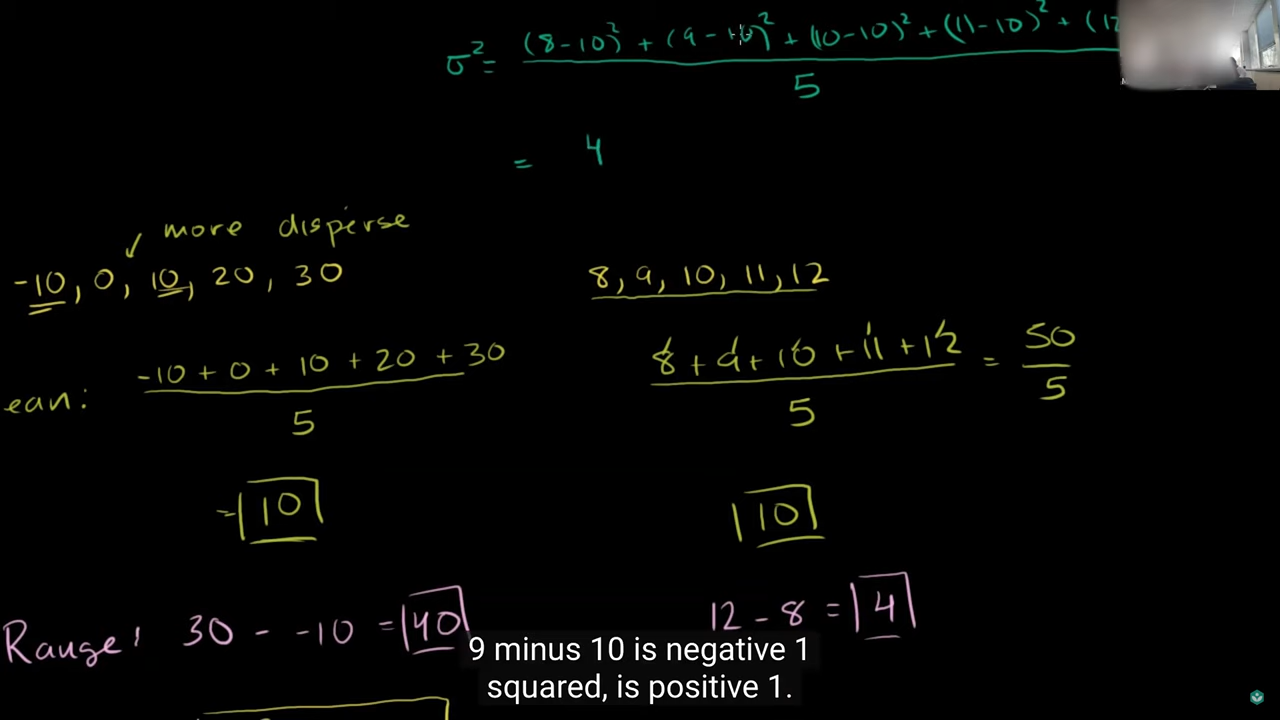 σ² = (8-10)² + (9-10)² + (10-10)² + (11-10)² + (12
5
= 4
more disperse
-10, 0, 10, 20, 30
8, 9, 10, 11, 12
ean: -10 + 0 + 10 + 20 + 30
5
8 + 9 + 10 + 11 + 12 = 50
5 5
= 10
10
Range: 30 - -10 = 40
12 - 8 = 4
9 minus 10 is negative 1
squared, is positive 1.